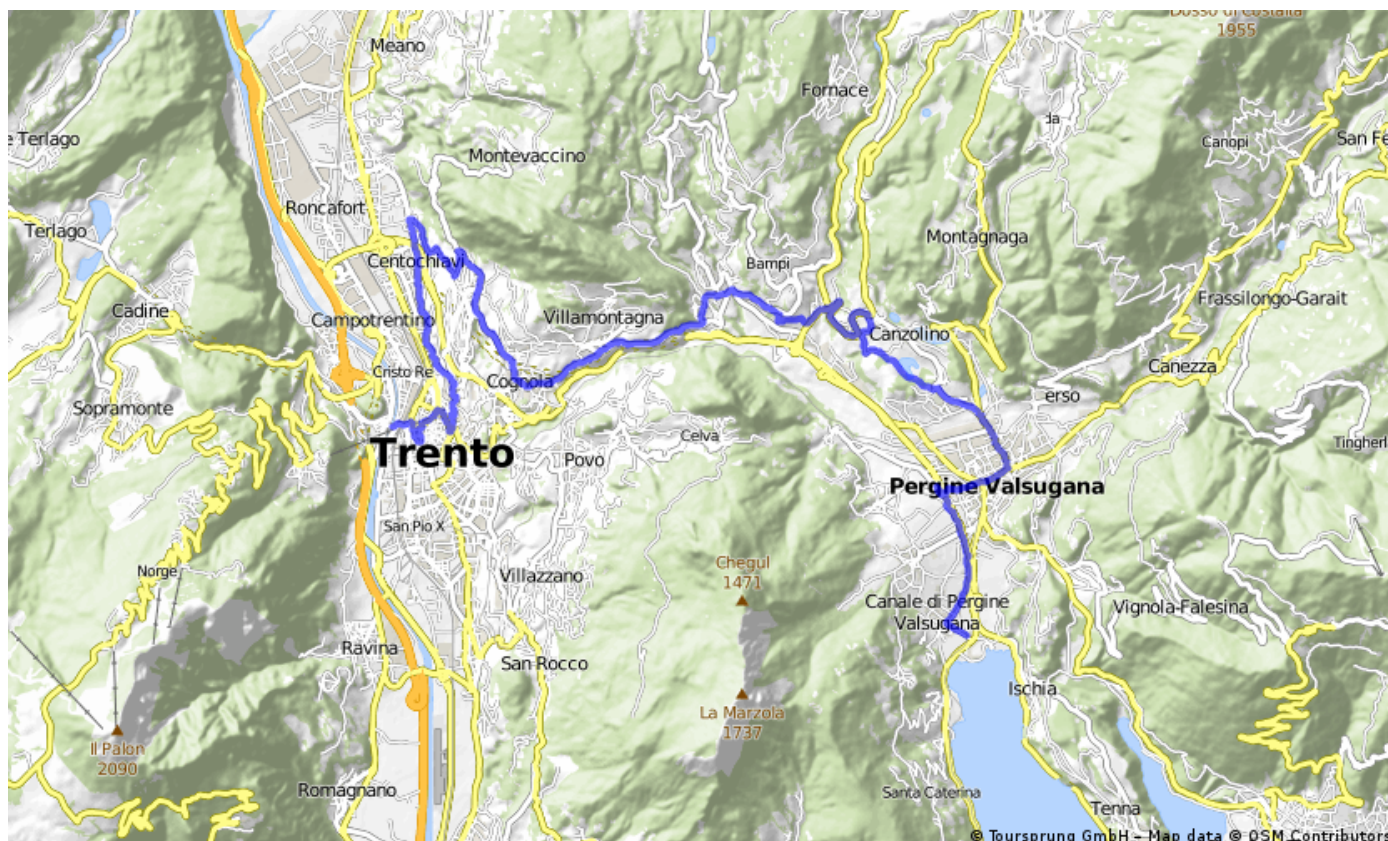 Dosso di Costalta
1955
Meano
Fornace
e Terlago
Canopi
San Fe
Montevaccino
Roncafort
Terlago
Montagnaga
Centochiavi
Bampi
Frassilongo-Garait
Cadine
Campotrentino
Villamontagna
Canzolino
Canezza
Cristo Re
Cognola
erso
Sopramonte
Celva
Tingherl
Trento
Povo
Pergine Valsugana
San Pio X
Norge
Villazzano
Chegul
1471
Canale di Pergine
Valsugana
Vignola-Falesina
Ravina
San Rocco
Ischia
La Marzola
1737
Il Palon
2090
Romagnano
Santa Caterina
Tenna
© Toursprung GmbH – Map data © OSM Contributors